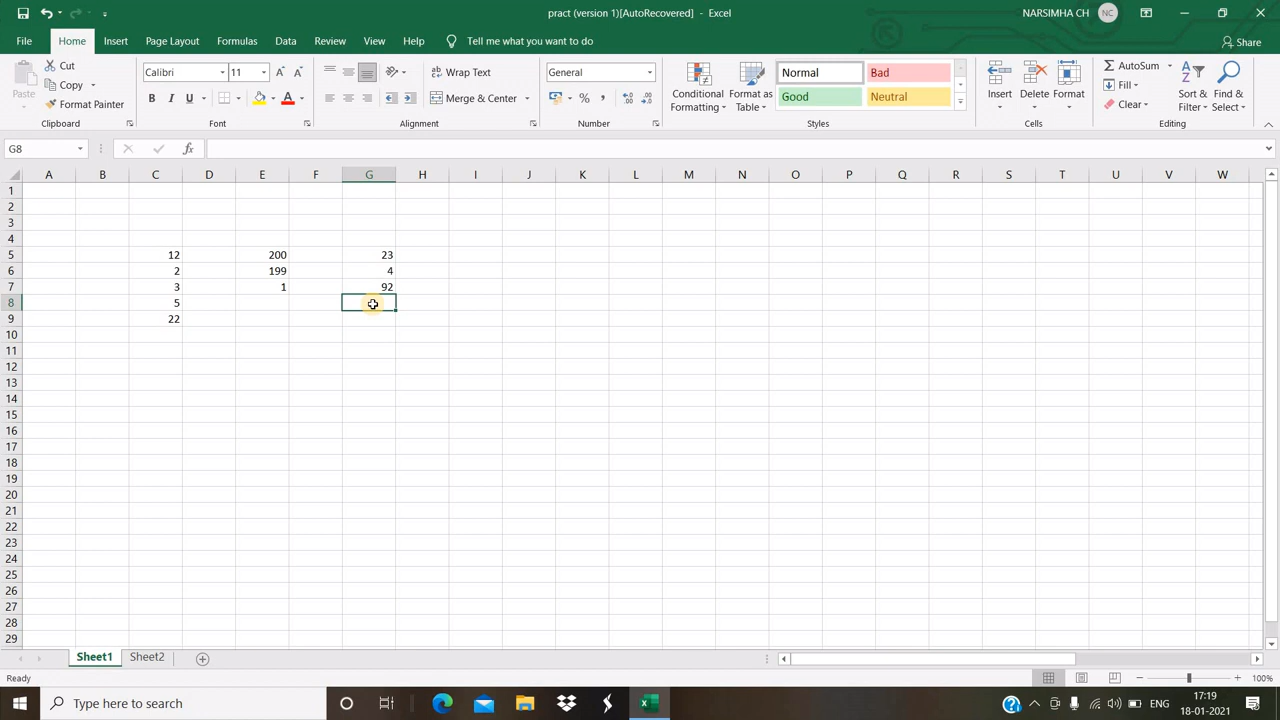 pract (version 1)[AutoRecovered] - Excel
NARSIMHA CH
NC
File Home Insert Page Layout Formulas Data Review View Help Tell me what you want to do
Share
Paste
Cut
Copy
Format Painter
Clipboard
Calibri 11
B I U
Font
Wrap Text
Merge & Center
Alignment
General
%
Number
Conditional Formatting
Format as Table
Normal Bad
Good Neutral
Styles
Insert Delete Format
Cells
AutoSum
Fill
Clear
Sort & Filter
Find & Select
Editing
G8
fx
A B C D E F G H I J K L M N O P Q R S T U V W
1
2
3
4
5 12 200 23
6 2 199 4
7 3 1 92
8 5
9 22
10
11
12
13
14
15
16
17
18
19
20
21
22
23
24
25
26
27
28
29
Sheet1 Sheet2
Ready
100%
Type here to search
ENG
17:19
18-01-2021